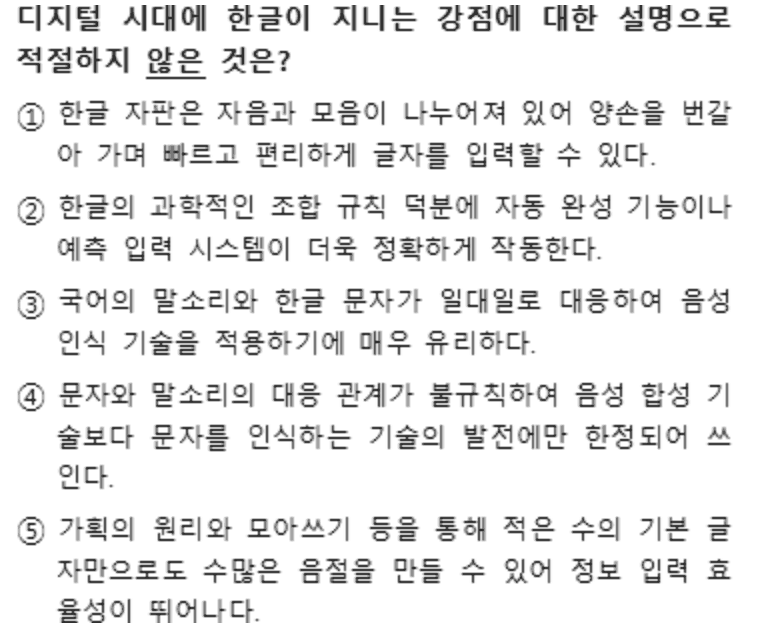 디지털 시대에 한글이 지니는 강점에 대한 설명으로
적절하지 않은 것은?
① 한글 자판은 자음과 모음이 나누어져 있어 양손을 번갈
아 가며 빠르고 편리하게 글자를 입력할 수 있다.
② 한글의 과학적인 조합 규칙 덕분에 자동 완성 기능이나
예측 입력 시스템이 더욱 정확하게 작동한다.
③ 국어의 말소리와 한글 문자가 일대일로 대응하여 음성
인식 기술을 적용하기에 매우 유리하다.
④ 문자와 말소리의 대응 관계가 불규칙하여 음성 합성 기
술보다 문자를 인식하는 기술의 발전에만 한정되어 쓰
인다.
⑤ 가획의 원리와 모아쓰기 등을 통해 적은 수의 기본 글
자만으로도 수많은 음절을 만들 수 있어 정보 입력 효
율성이 뛰어나다.